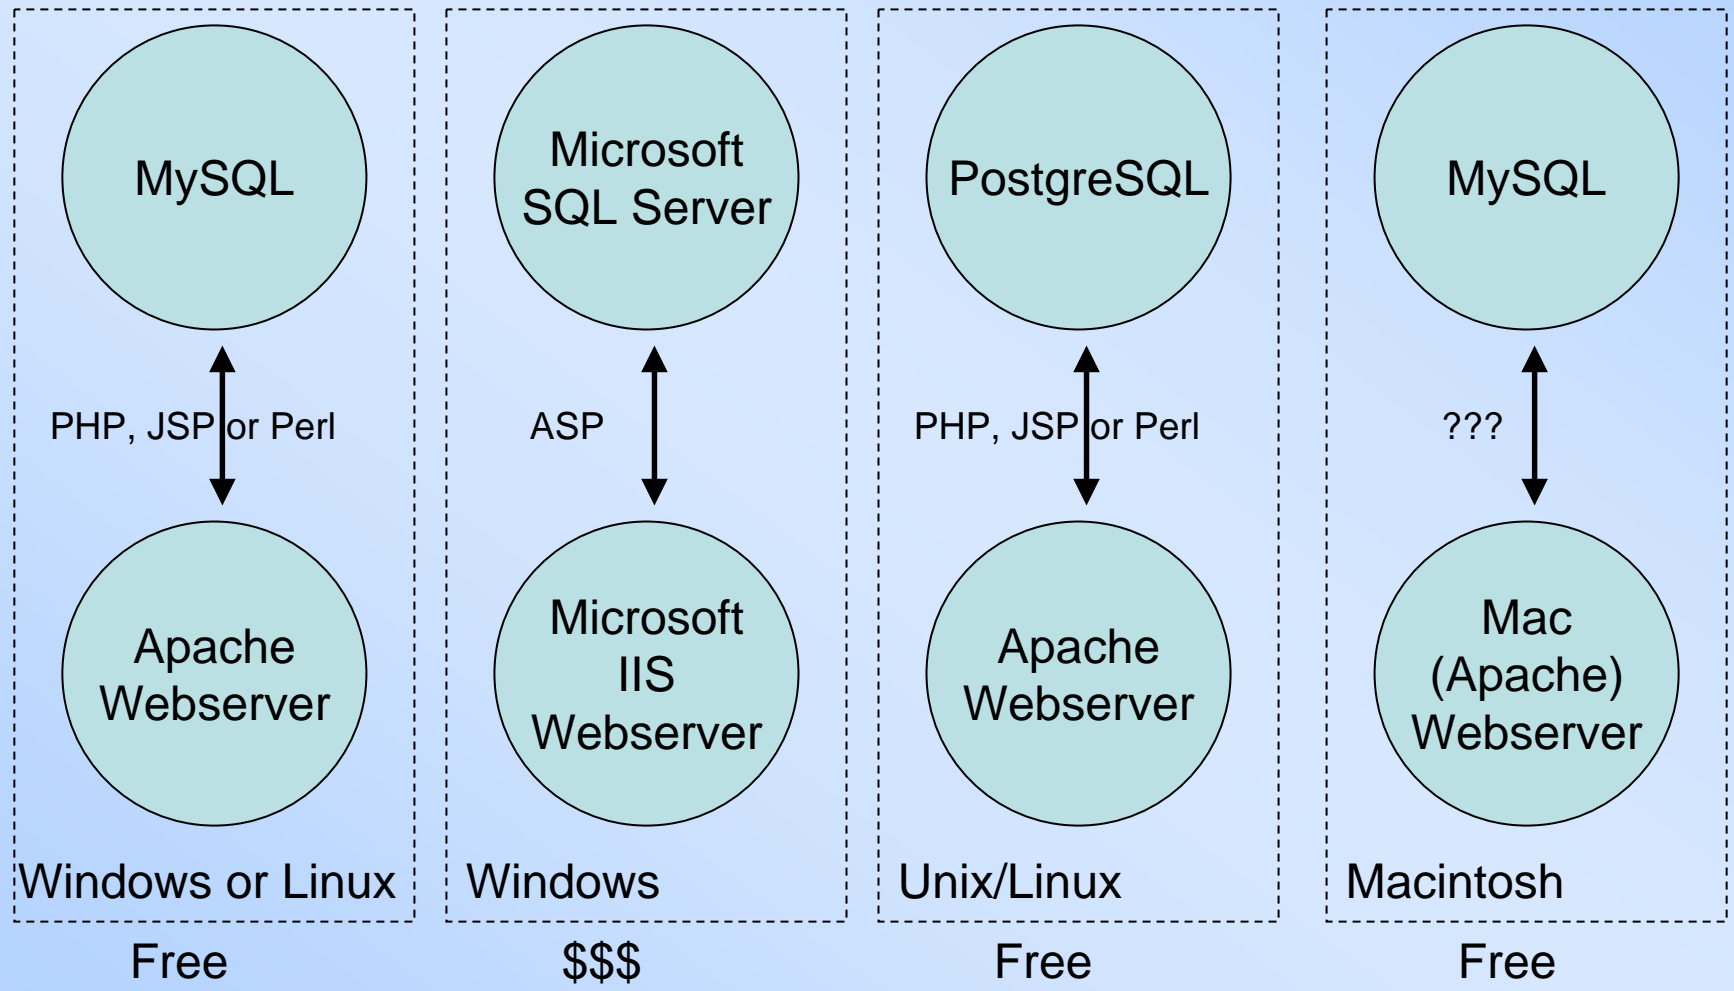 MySQL
PHP, JSP or Perl
Apache
Webserver
Windows or Linux
Free
Microsoft
SQL Server
ASP
Microsoft
IIS
Webserver
Windows
$$$
PostgreSQL
PHP, JSP or Perl
Apache
Webserver
Unix/Linux
Free
MySQL
???
Mac
(Apache)
Webserver
Macintosh
Free